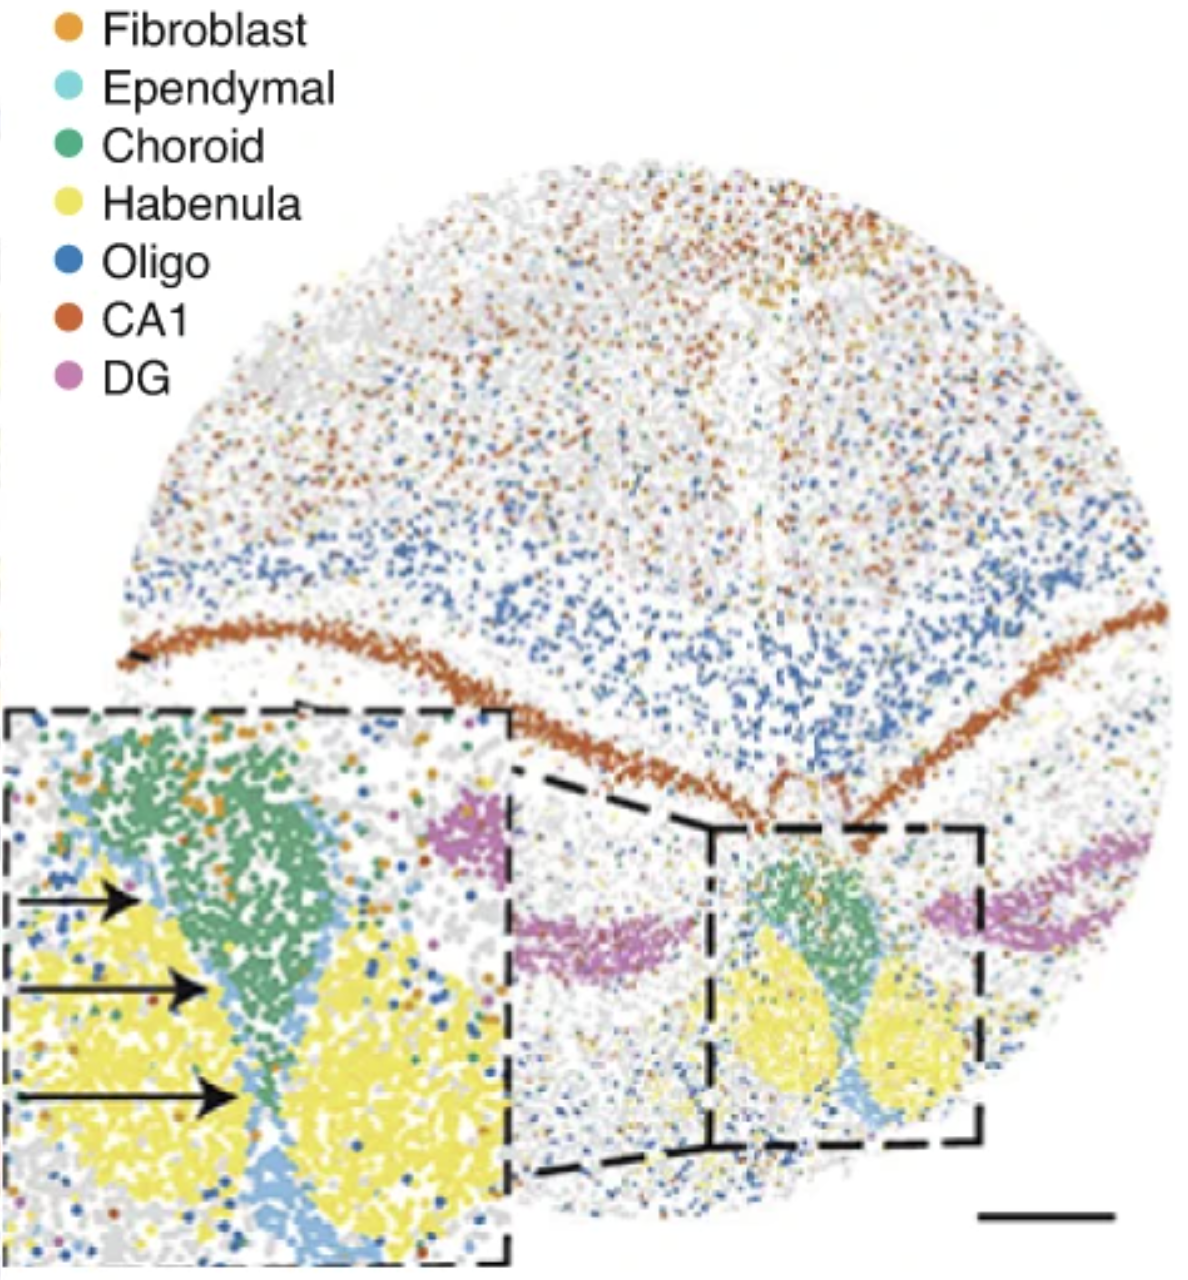 Fibroblast
Ependymal
Choroid
Habenula
Oligo
CA1
DG